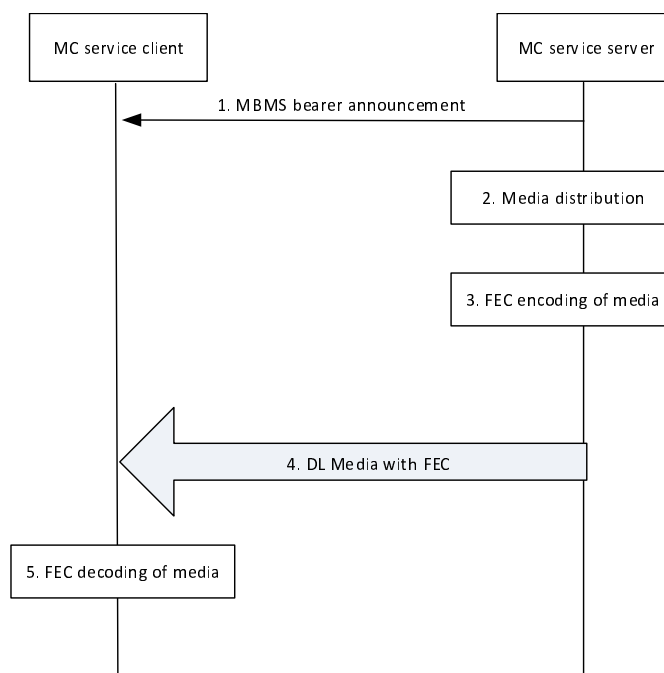 MC service client
MC service server
1. MBMS bearer announcement
2. Media distribution
3. FEC encoding of media
4. DL Media with FEC
5. FEC decoding of media